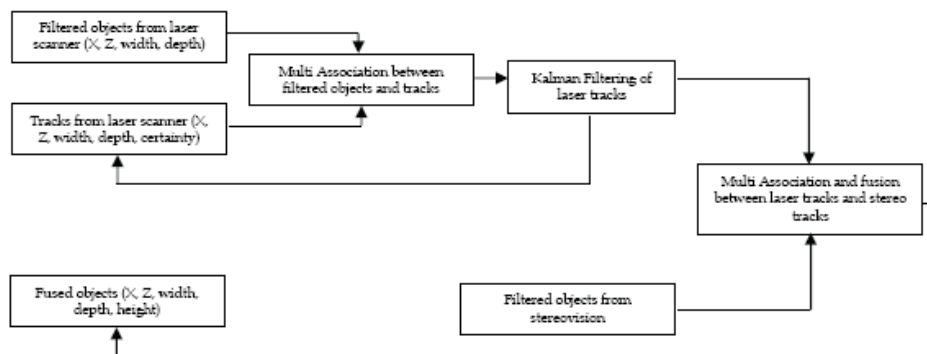 Filtered objects from laser
scanner (X, Z, width, depth)
Multi Association between
filtered objects and tracks
Kalman Filtering of
laser tracks
Tracks from laser scanner (X,
Z, width, depth, certainty)
Multi Association and fusion
between laser tracks and stereo
tracks
Fused objects (X, Z, width,
depth, height)
Filtered objects from
stereovision